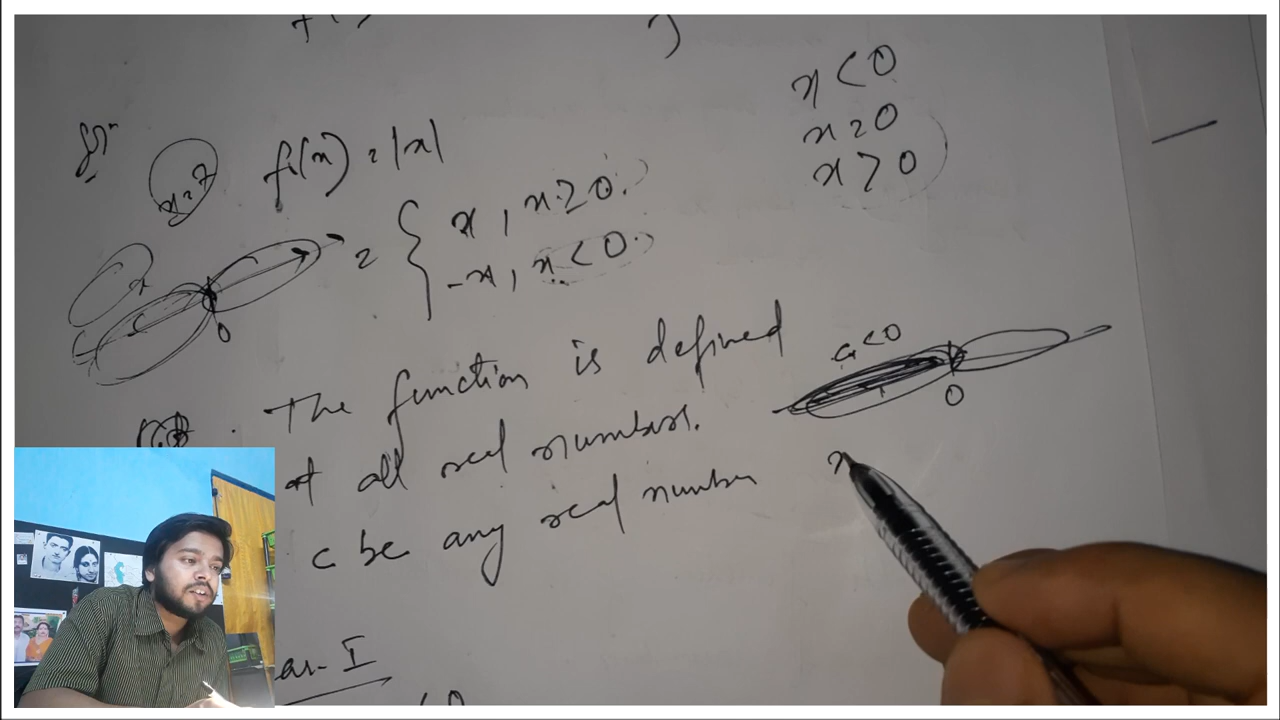 x < 0
x = 0
x > 0
f(x) = |x|
x = 7
= { x , x ≥ 0.
-x , x < 0.
0
The function is defined
at all real numbers.
c < 0
0
c be any real number
x